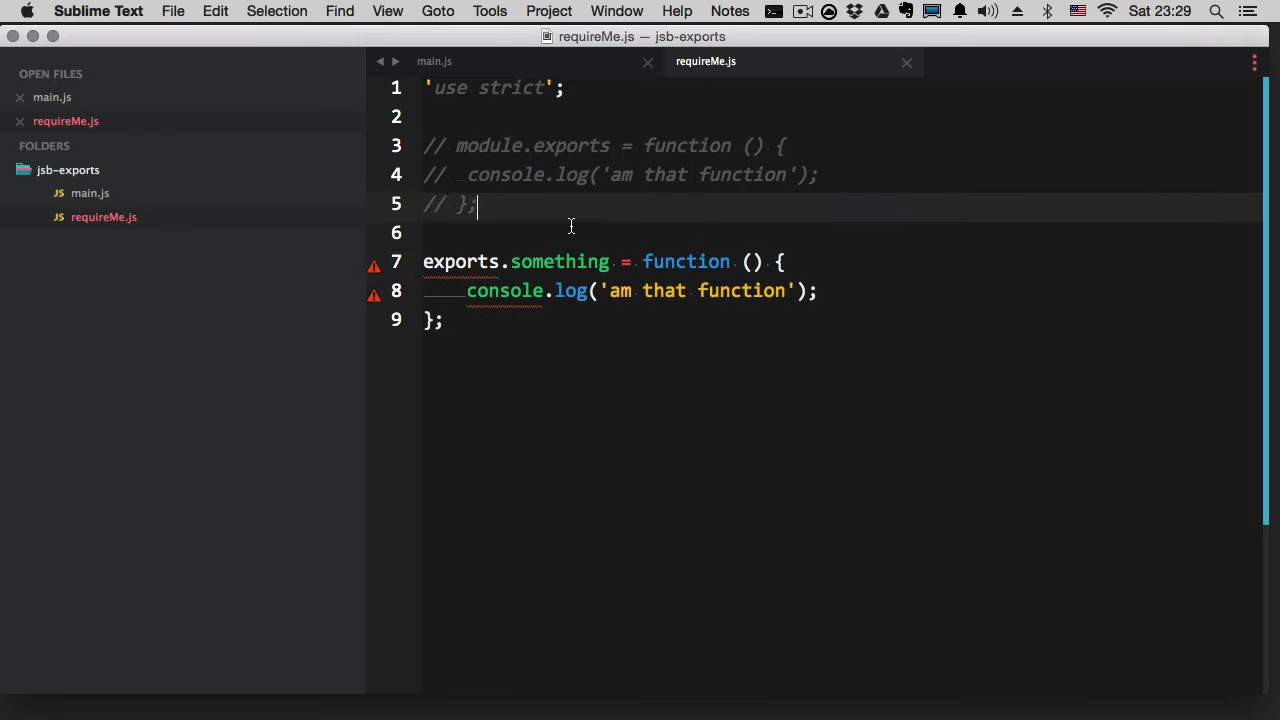 Sublime Text File Edit Selection Find View Goto Tools Project Window Help Notes Sat 23:29
requireMe.js — jsb-exports
OPEN FILES
main.js
requireMe.js
FOLDERS
jsb-exports
JS main.js
JS requireMe.js
main.js requireMe.js
1 'use strict';
2
3 // module.exports = function () {
4 // console.log('am that function');
5 // };
6
7 exports.something = function () {
8 console.log('am that function');
9 };